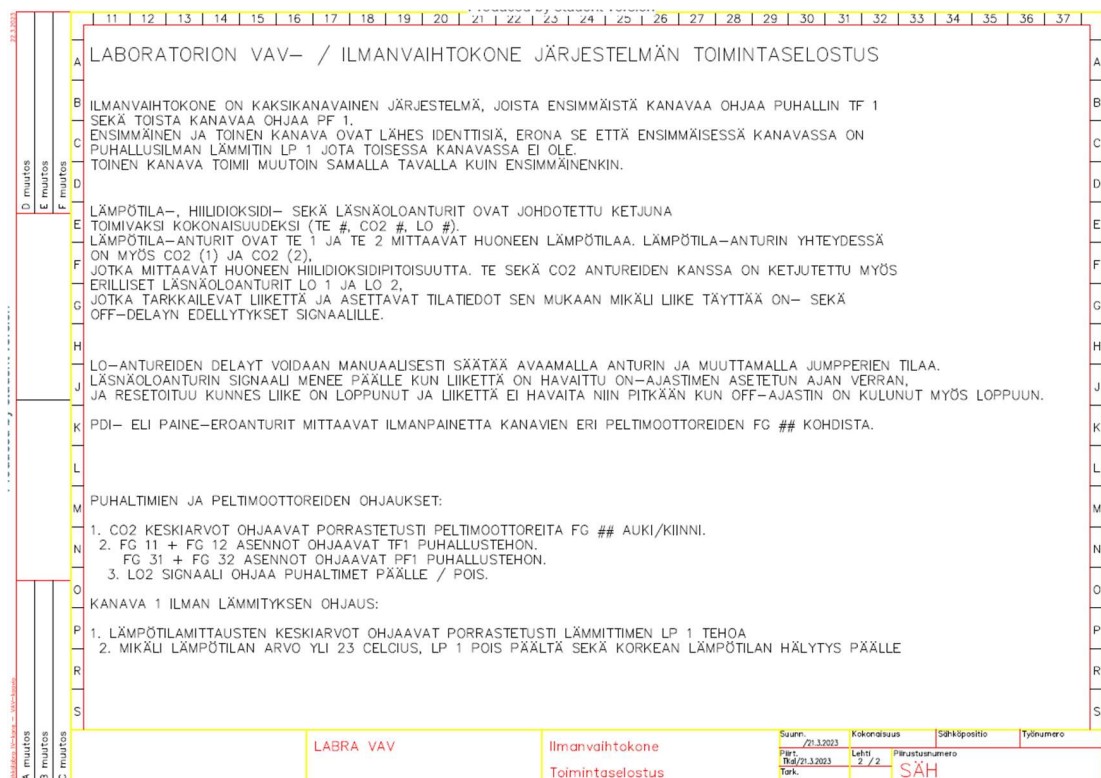 Produced by student version
11 12 13 14 15 16 17 18 19 20 21 22 23 24 25 26 27 28 29 30 31 32 33 34 35 36 37
LABORATORION VAV– / ILMANVAIHTOKONE JÄRJESTELMÄN TOIMINTASELOSTUS
ILMANVAIHTOKONE ON KAKSIKANAVAINEN JÄRJESTELMÄ, JOISTA ENSIMMÄISTÄ KANAVAA OHJAA PUHALLIN TF 1
SEKÄ TOISTA KANAVAA OHJAA PF 1.
ENSIMMÄINEN JA TOINEN KANAVA OVAT LÄHES IDENTTISIÄ, ERONA SE ETTÄ ENSIMMÄISESSÄ KANAVASSA ON
PUHALLUSILMAN LÄMMITIN LP 1 JOTA TOISESSA KANAVASSA EI OLE.
TOINEN KANAVA TOIMII MUUTOIN SAMALLA TAVALLA KUIN ENSIMMÄINENKIN.
LÄMPÖTILA–, HIILIDIOKSIDI– SEKÄ LÄSNÄOLOANTURIT OVAT JOHDOTETTU KETJUNA
TOIMIVAKSI KOKONAISUUDEKSI (TE #, CO2 #, LO #).
LÄMPÖTILA–ANTURIT OVAT TE 1 JA TE 2 MITTAAVAT HUONEEN LÄMPÖTILAA. LÄMPÖTILA–ANTURIN YHTEYDESSÄ
ON MYÖS CO2 (1) JA CO2 (2),
JOTKA MITTAAVAT HUONEEN HIILIDIOKSIDIPITOISUUTTA. TE SEKÄ CO2 ANTUREIDEN KANSSA ON KETJUTETTU MYÖS
ERILLISET LÄSNÄOLOANTURIT LO 1 JA LO 2,
JOTKA TARKKAILEVAT LIIKETTÄ JA ASETTAVAT TILATIEDOT SEN MUKAAN MIKÄLI LIIKE TÄYTTÄÄ ON– SEKÄ
OFF–DELAYN EDELLYTYKSET SIGNAALILLE.
LO–ANTUREIDEN DELAYT VOIDAAN MANUAALISESTI SÄÄTÄÄ AVAAMALLA ANTURIN JA MUUTTAMALLA JUMPPERIEN TILAA.
LÄSNÄOLOANTURIN SIGNAALI MENEE PÄÄLLE KUN LIIKETTÄ ON HAVAITTU ON–AJASTIMEN ASETETUN AJAN VERRAN,
JA RESETOITUU KUNNES LIIKE ON LOPPUNUT JA LIIKETTÄ EI HAVAITA NIIN PITKÄÄN KUN OFF–AJASTIN ON KULUNUT MYÖS LOPPUUN.
PDI– ELI PAINE–EROANTURIT MITTAAVAT ILMANPAINETTA KANAVIEN ERI PELTIMOOTTOREIDEN FG ## KOHDISTA.
PUHALTIMIEN JA PELTIMOOTTOREIDEN OHJAUKSET:
1. CO2 KESKIARVOT OHJAAVAT PORRASTETUSTI PELTIMOOTTOREITA FG ## AUKI/KIINNI.
2. FG 11 + FG 12 ASENNOT OHJAAVAT TF1 PUHALLUSTEHON.
FG 31 + FG 32 ASENNOT OHJAAVAT PF1 PUHALLUSTEHON.
3. LO2 SIGNAALI OHJAA PUHALTIMET PÄÄLLE / POIS.
KANAVA 1 ILMAN LÄMMITYKSEN OHJAUS:
1. LÄMPÖTILAMITTAUSTEN KESKIARVOT OHJAAVAT PORRASTETUSTI LÄMMITTIMEN LP 1 TEHOA
2. MIKÄLI LÄMPÖTILAN ARVO YLI 23 CELCIUS, LP 1 POIS PÄÄLTÄ SEKÄ KORKEAN LÄMPÖTILAN HÄLYTYS PÄÄLLE
A
B
C
D
E
F
G
H
J
K
L
M
N
O
P
R
S
A
B
C
D
E
F
G
H
J
K
L
M
N
O
P
R
S
22.3.2023
D muutos
E muutos
F muutos
A muutos
B muutos
C muutos
LABRA VAV
Ilmanvaihtokone
Toimintaselostus
Suunn. /21.3.2023
Kokonaisuus
Sähköpositio
Työnumero
Piirt. TKal/21.3.2023
Lehti 2 / 2
Piirustusnumero
Tark.
SÄH